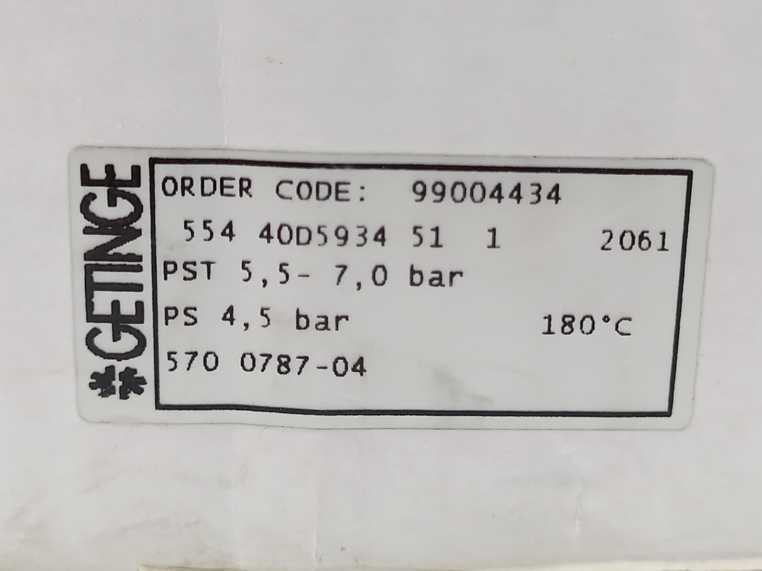 GETINGE
ORDER CODE: 99004434
554 40D5934 51 1 2061
PST 5,5- 7,0 bar
PS 4,5 bar 180°C
570 0787-04